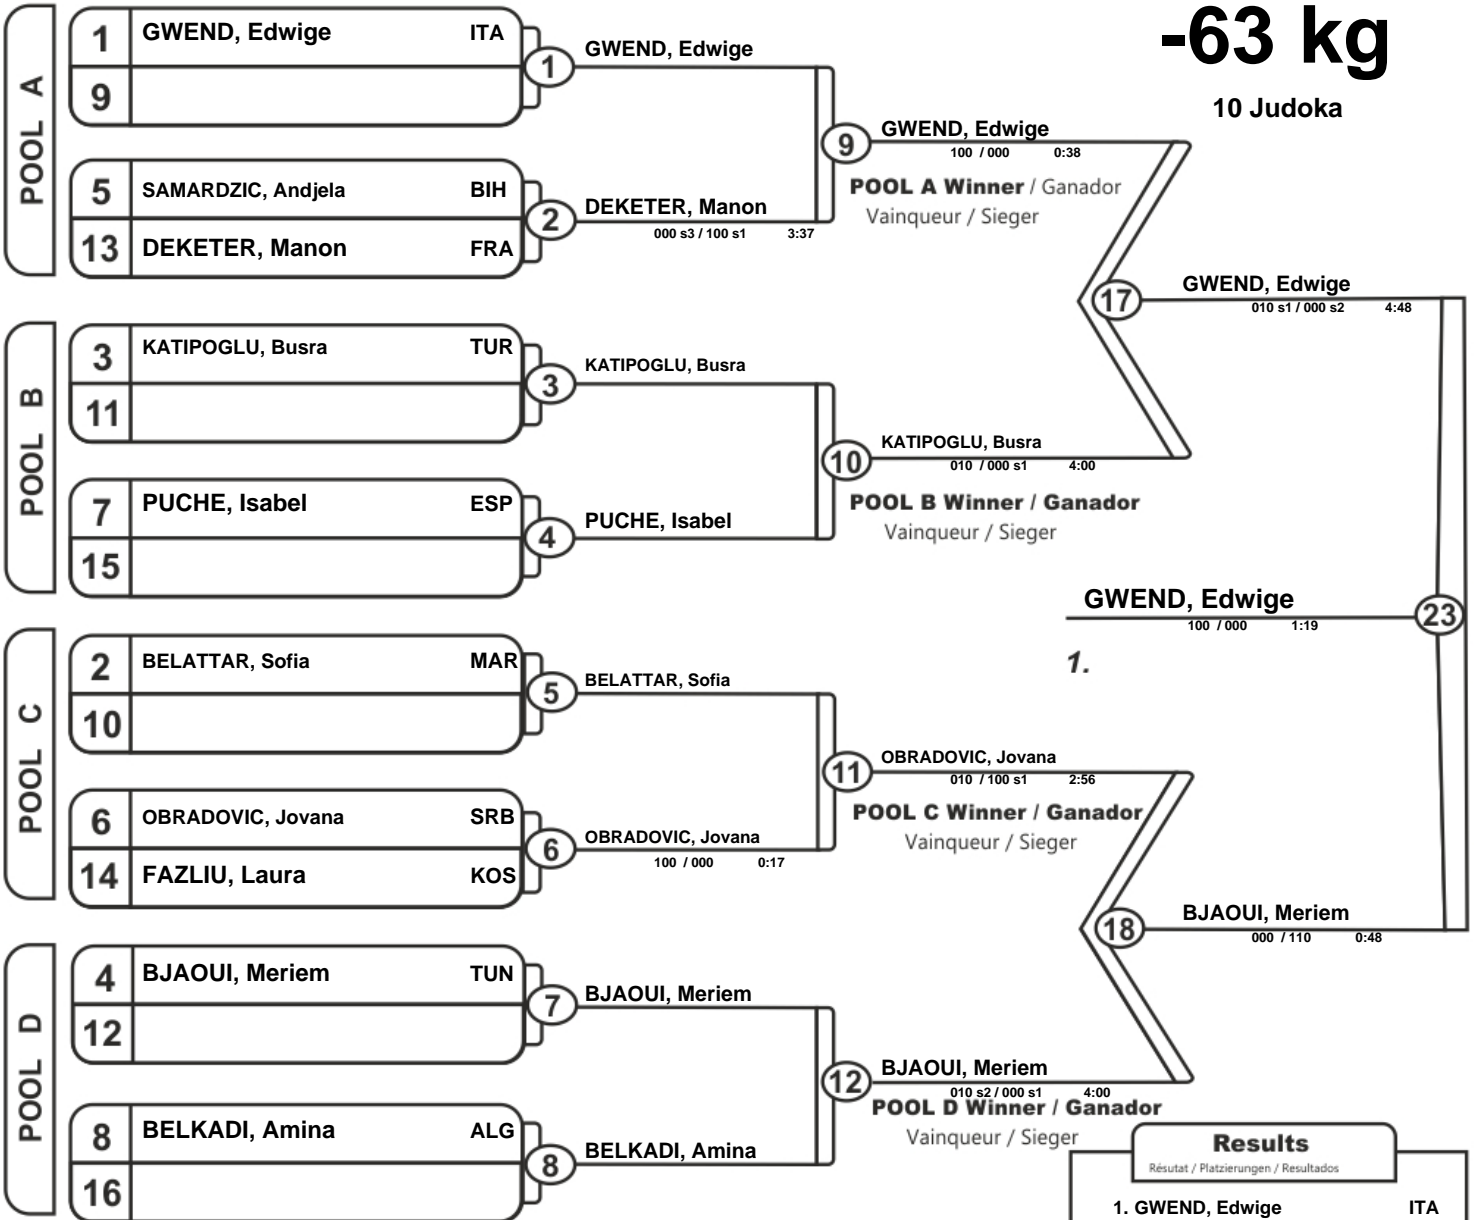 -63 kg
10 Judoka
POOL A
1 GWEND, Edwige ITA
9
1
GWEND, Edwige
5 SAMARDZIC, Andjela BIH
13 DEKETER, Manon FRA
2
DEKETER, Manon
000 s3 / 100 s1 3:37
9
GWEND, Edwige
100 / 000 0:38
POOL A Winner / Ganador
Vainqueur / Sieger
POOL B
3 KATIPOGLU, Busra TUR
11
3
KATIPOGLU, Busra
7 PUCHE, Isabel ESP
15
4
PUCHE, Isabel
10
KATIPOGLU, Busra
010 / 000 s1 4:00
POOL B Winner / Ganador
Vainqueur / Sieger
17
GWEND, Edwige
010 s1 / 000 s2 4:48
GWEND, Edwige
100 / 000 1:19
23
1.
POOL C
2 BELATTAR, Sofia MAR
10
5
BELATTAR, Sofia
6 OBRADOVIC, Jovana SRB
14 FAZLIU, Laura KOS
6
OBRADOVIC, Jovana
100 / 000 0:17
11
OBRADOVIC, Jovana
010 / 100 s1 2:56
POOL C Winner / Ganador
Vainqueur / Sieger
POOL D
4 BJAOUI, Meriem TUN
12
7
BJAOUI, Meriem
8 BELKADI, Amina ALG
16
8
BELKADI, Amina
12
BJAOUI, Meriem
010 s2 / 000 s1 4:00
POOL D Winner / Ganador
Vainqueur / Sieger
18
BJAOUI, Meriem
000 / 110 0:48
Results
Résutat / Platzierungen / Resultados
1. GWEND, Edwige ITA